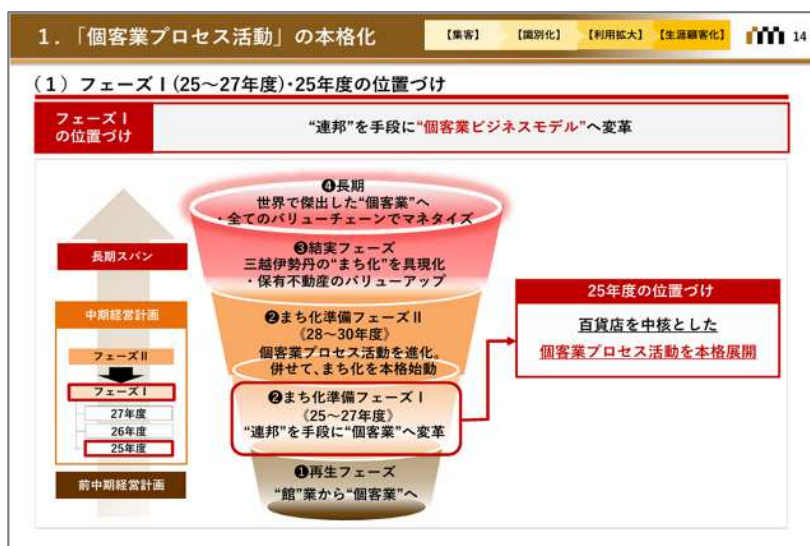 1.「個客業プロセス活動」の本格化
【集客】
【識別化】
【利用拡大】
【生涯顧客化】
14
(1)フェーズⅠ(25~27年度)・25年度の位置づけ
フェーズⅠ
の位置づけ
“連邦”を手段に“個客業ビジネスモデル”へ変革
長期スパン
中期経営計画
フェーズⅡ
フェーズⅠ
27年度
26年度
25年度
前中期経営計画
❹長期
世界で傑出した“個客業”へ
・全てのバリューチェーンでマネタイズ
❸結実フェーズ
三越伊勢丹の“まち化”を具現化
・保有不動産のバリューアップ
❷まち化準備フェーズⅡ
《28~30年度》
個客業プロセス活動を進化。
併せて、まち化を本格始動
❷まち化準備フェーズⅠ
《25~27年度》
“連邦”を手段に“個客業”へ変革
❶再生フェーズ
“館”業から“個客業”へ
25年度の位置づけ
百貨店を中核とした
個客業プロセス活動を本格展開